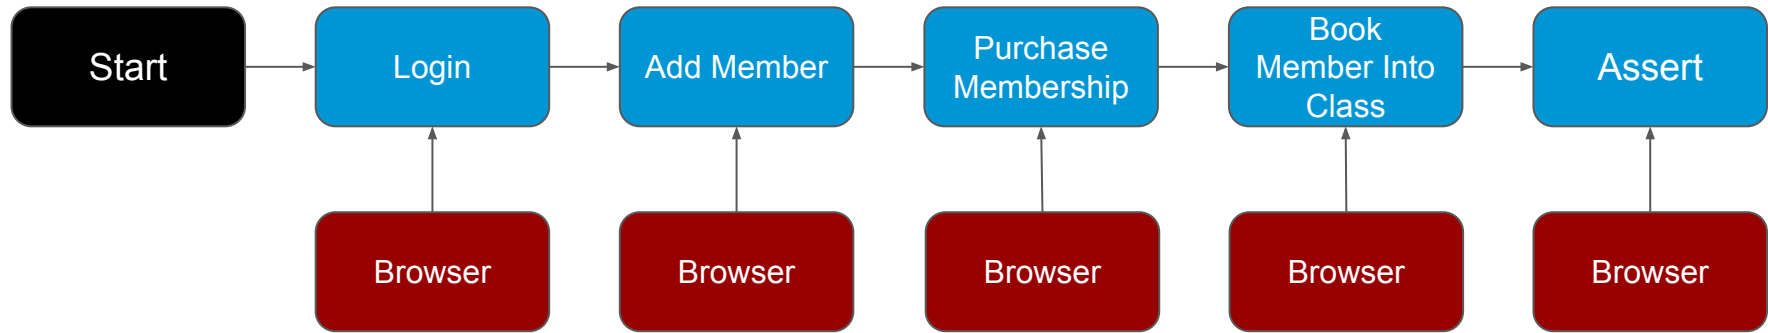 Start
Login
Add Member
Purchase
Membership
Book
Member Into
Class
Assert
Browser
Browser
Browser
Browser
Browser